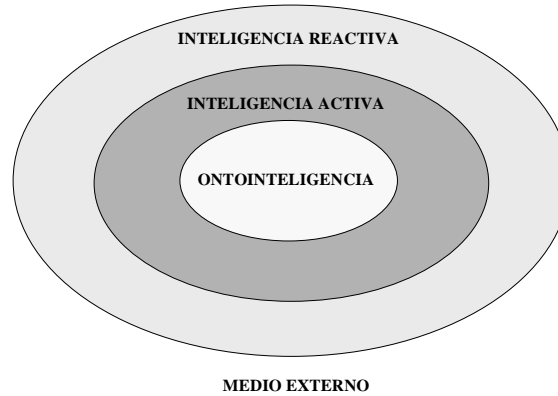 INTELIGENCIA REACTIVA
INTELIGENCIA ACTIVA
ONTOINTELIGENCIA
MEDIO EXTERNO